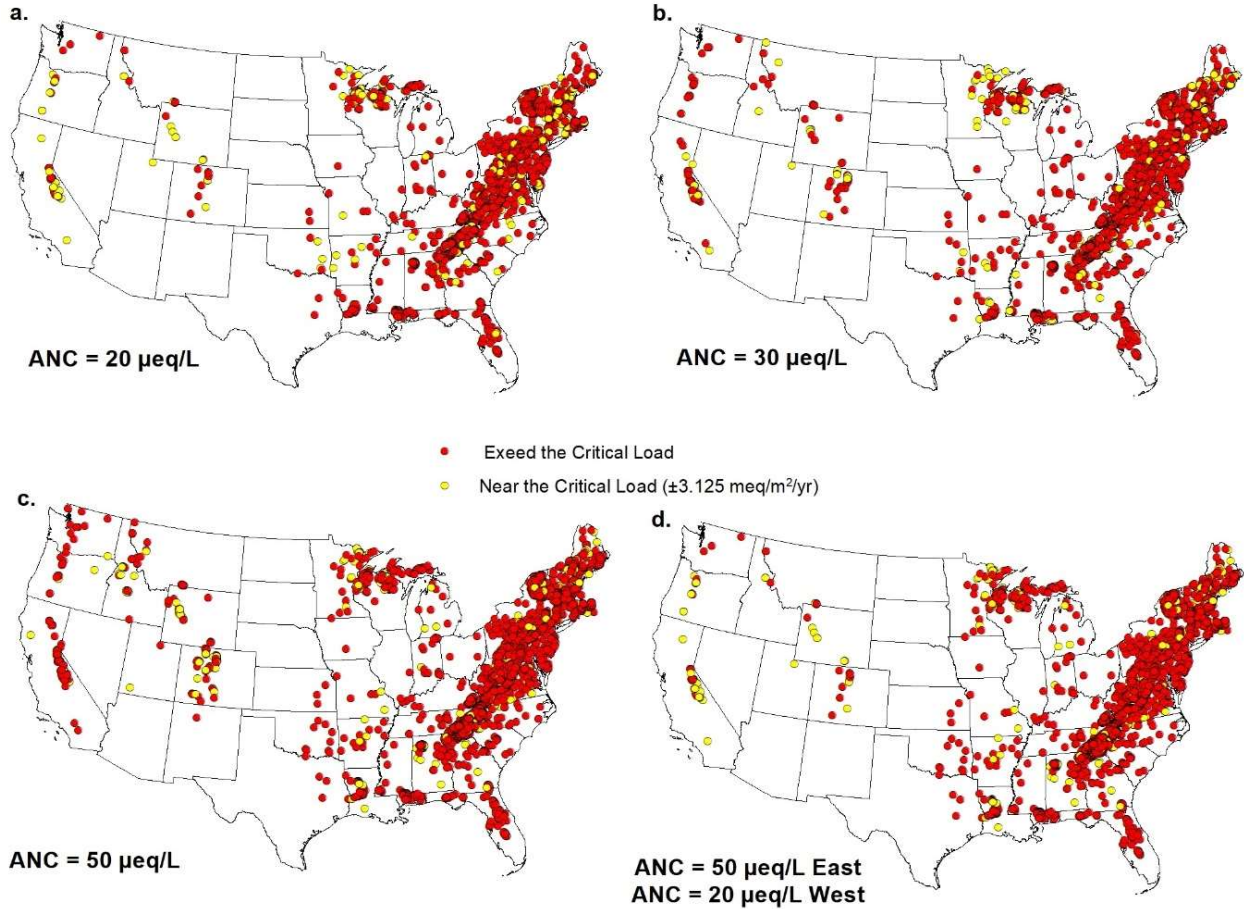 a.
b.
ANC = 20 µeq/L
ANC = 30 µeq/L
Exeed the Critical Load
Near the Critical Load (±3.125 meq/m²/yr)
c.
d.
ANC = 50 µeq/L
ANC = 50 µeq/L East
ANC = 20 µeq/L West